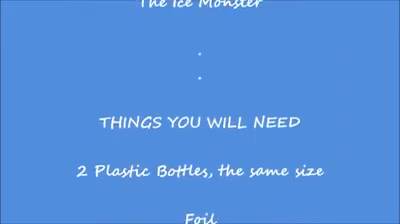 The Ice Monster
.
.
THINGS YOU WILL NEED
2 Plastic Bottles, the same size
Foil